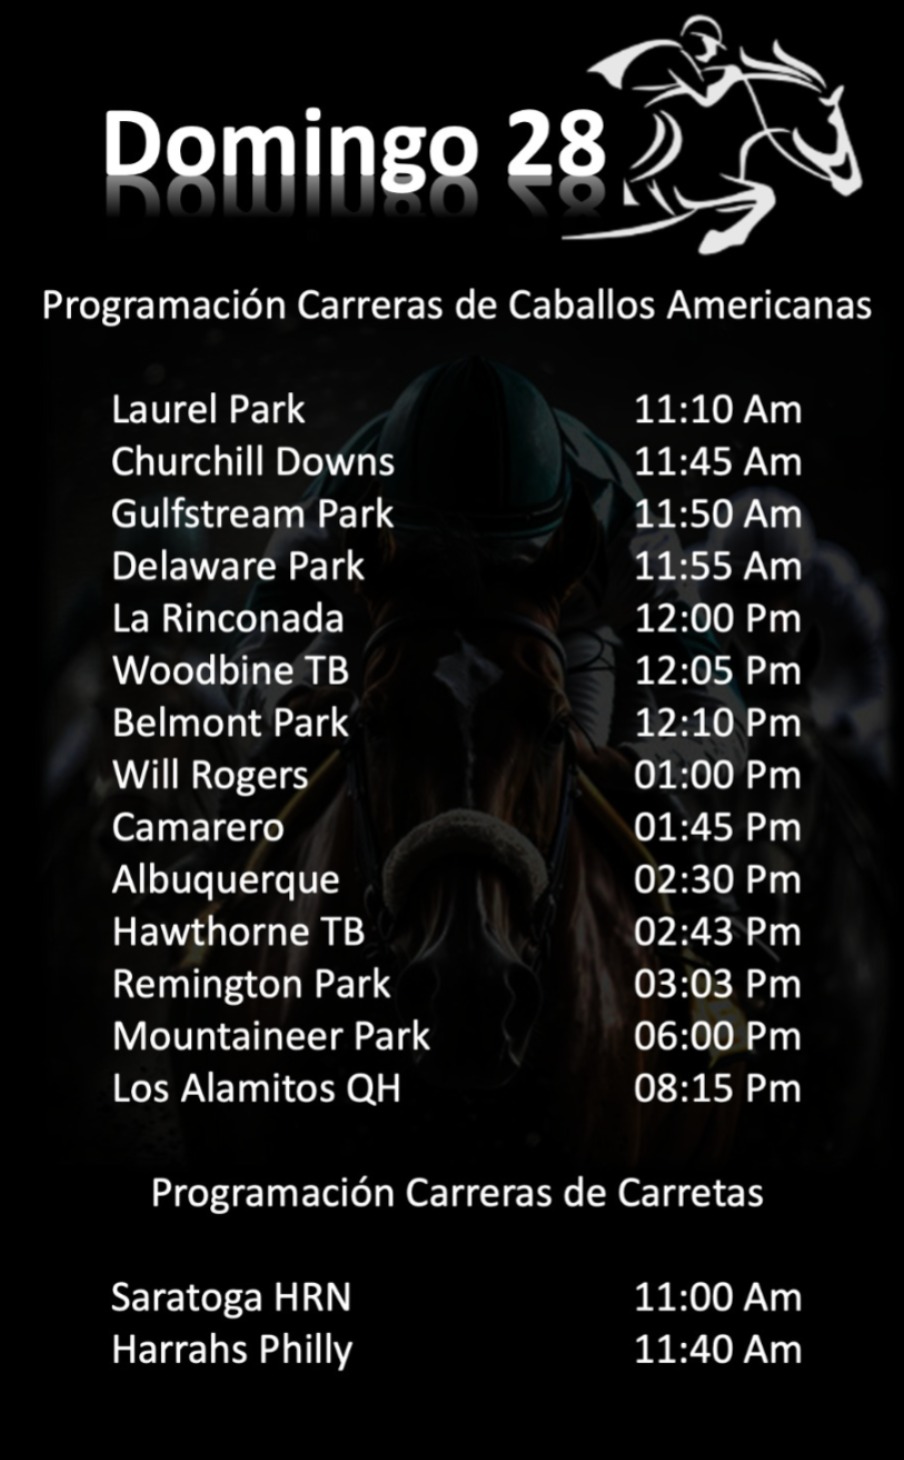 Domingo 28
Programación Carreras de Caballos Americanas
Laurel Park 11:10 Am
Churchill Downs 11:45 Am
Gulfstream Park 11:50 Am
Delaware Park 11:55 Am
La Rinconada 12:00 Pm
Woodbine TB 12:05 Pm
Belmont Park 12:10 Pm
Will Rogers 01:00 Pm
Camarero 01:45 Pm
Albuquerque 02:30 Pm
Hawthorne TB 02:43 Pm
Remington Park 03:03 Pm
Mountaineer Park 06:00 Pm
Los Alamitos QH 08:15 Pm
Programación Carreras de Carretas
Saratoga HRN 11:00 Am
Harrahs Philly 11:40 Am